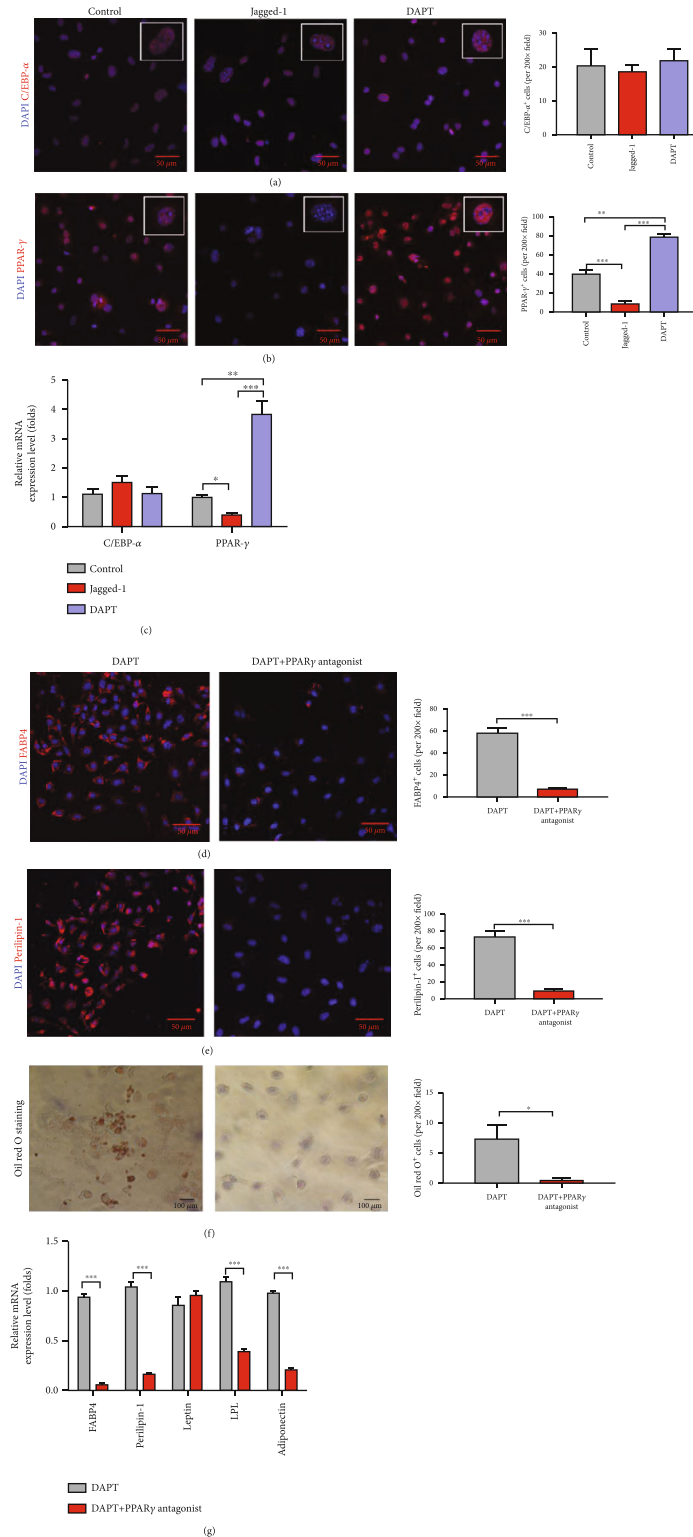 Control
Jagged-1
DAPT
DAPI C/EBP-α
50 μm
50 μm
50 μm
C/EBP-α⁺ cells (per 200× field)
30
20
10
0
Control
Jagged-1
DAPT
(a)
DAPI PPAR-γ
50 μm
50 μm
50 μm
PPAR-γ⁺ cells (per 200× field)
100
80
60
40
20
0
**
***
***
Control
Jagged-1
DAPT
(b)
Relative mRNA
expression level (folds)
5
4
3
2
1
0
**
***
*
C/EBP-α
PPAR-γ
Control
Jagged-1
DAPT
(c)
DAPT
DAPT+PPARγ antagonist
DAPI FABP4
50 μm
50 μm
FABP4⁺ cells (per 200× field)
80
60
40
20
0
***
DAPT
DAPT+PPARγ
antagonist
(d)
DAPI Perilipin-1
50 μm
50 μm
Perilipin-1⁺ cells (per 200× field)
100
80
60
40
20
0
***
DAPT
DAPT+PPARγ
antagonist
(e)
Oil red O staining
100 μm
100 μm
Oil red O⁺ cells (per 200× field)
15
10
5
0
*
DAPT
DAPT+PPARγ
antagonist
(f)
Relative mRNA
expression level (folds)
1.5
1.0
0.5
0.0
***
***
***
***
FABP4
Perilipin-1
Leptin
LPL
Adiponectin
DAPT
DAPT+PPARγ antagonist
(g)